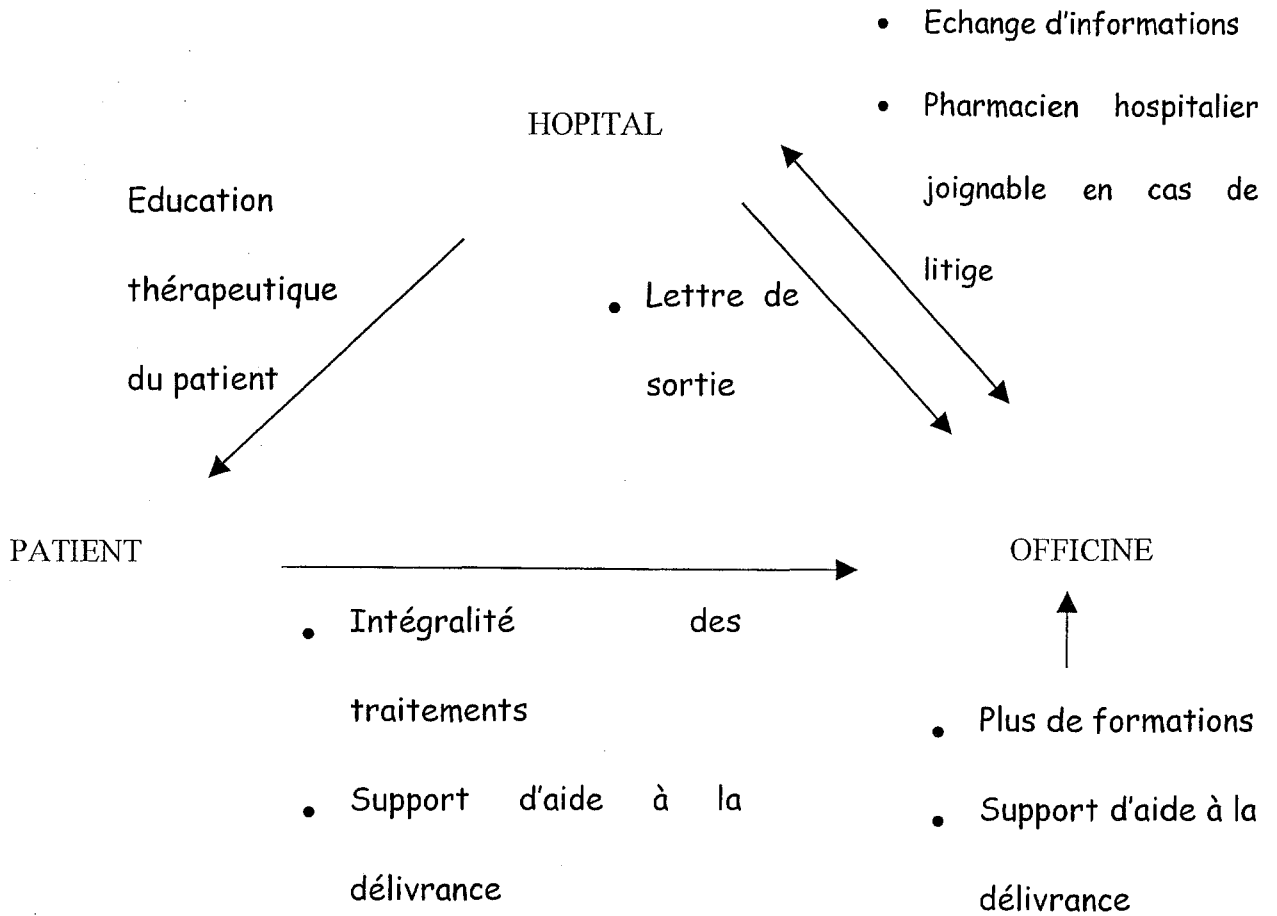 • Echange d'informations
• Pharmacien hospitalier
joignable en cas de
litige
HOPITAL
Education
thérapeutique
du patient
• Lettre de
sortie
PATIENT
OFFICINE
• Intégralité des
traitements
• Support d'aide à la
délivrance
• Plus de formations
• Support d'aide à la
délivrance